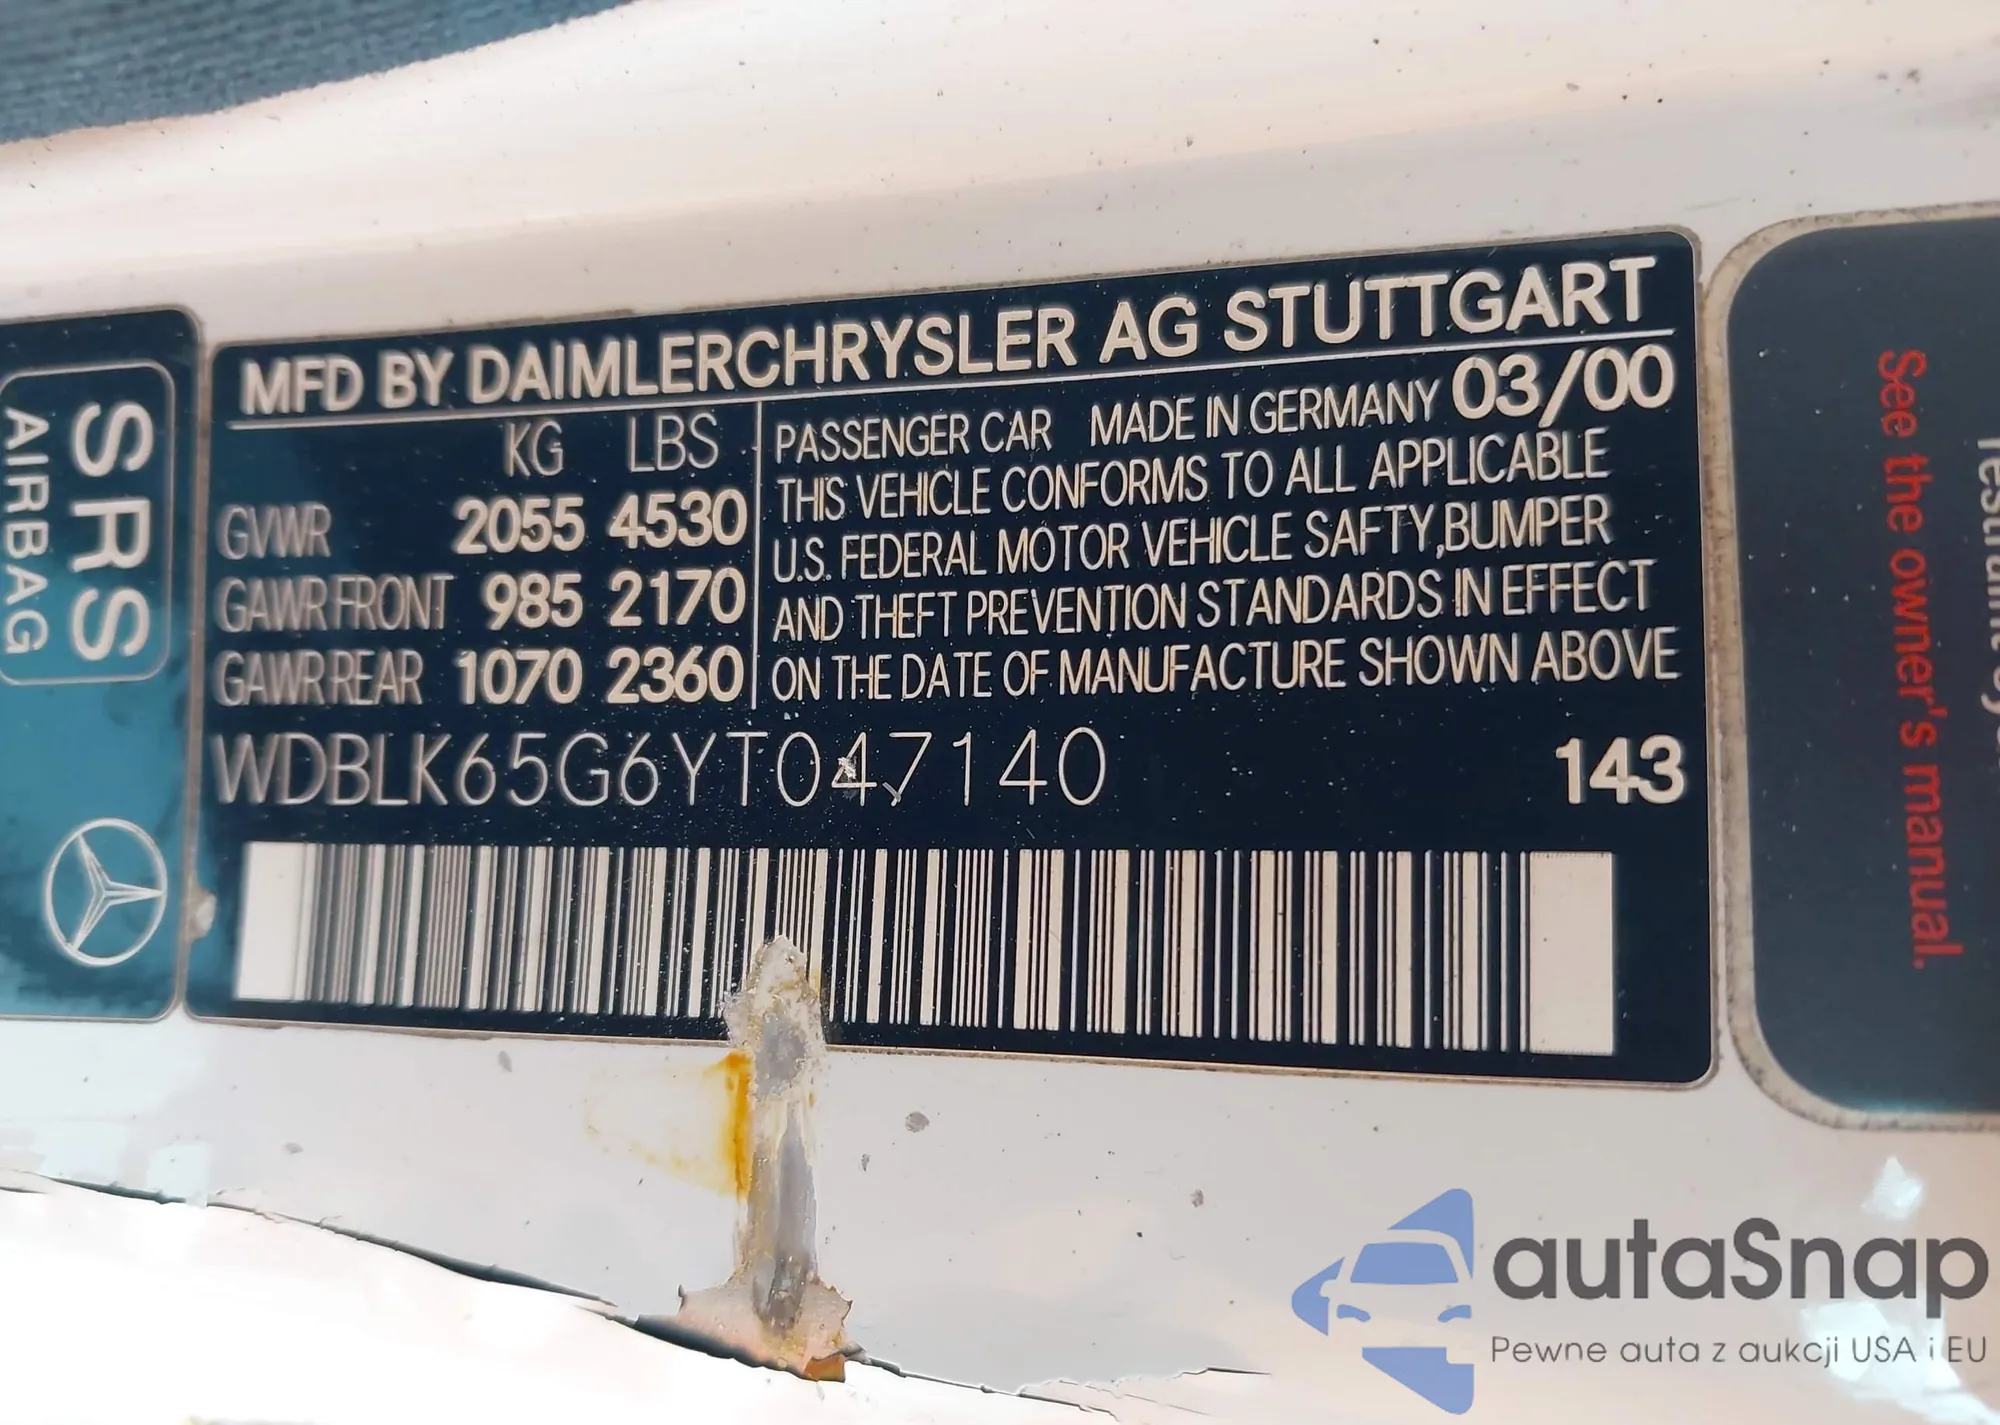 MFD BY DAIMLERCHRYSLER AG STUTTGART
KG LBS
GVWR 2055 4530
GAWR FRONT 985 2170
GAWR REAR 1070 2360
PASSENGER CAR MADE IN GERMANY 03/00
THIS VEHICLE CONFORMS TO ALL APPLICABLE
U.S. FEDERAL MOTOR VEHICLE SAFTY,BUMPER
AND THEFT PREVENTION STANDARDS IN EFFECT
ON THE DATE OF MANUFACTURE SHOWN ABOVE
WDBLK65G6YT047140 143
SRS
AIRBAG
See the owner's manual.
autaSnap
Pewne auta z aukcji USA i EU